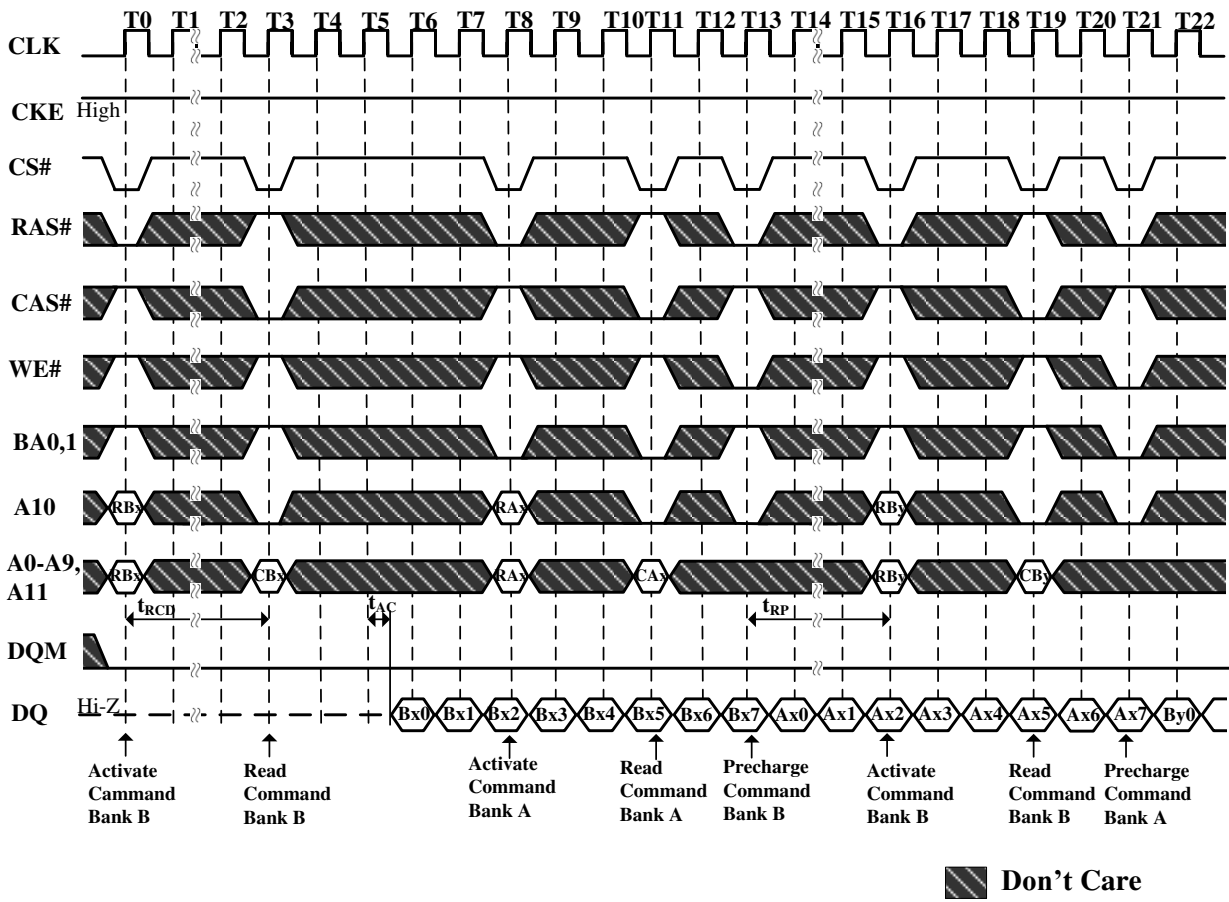 T0 T1 T2 T3 T4 T5 T6 T7 T8 T9 T10 T11 T12 T13 T14 T15 T16 T17 T18 T19 T20 T21 T22
CLK
CKE High
CS#
RAS#
CAS#
WE#
BA0,1
A10 RBx RAx RBy
A0-A9,
A11
RBx CBx RAx CAx RBy CBy
tRCD tAC tRP
DQM
DQ Hi-Z Bx0 Bx1 Bx2 Bx3 Bx4 Bx5 Bx6 Bx7 Ax0 Ax1 Ax2 Ax3 Ax4 Ax5 Ax6 Ax7 By0
Activate
Cammand
Bank B
Read
Command
Bank B
Activate
Command
Bank A
Read
Command
Bank A
Precharge
Command
Bank B
Activate
Command
Bank B
Read
Command
Bank B
Precharge
Command
Bank A
Don't Care